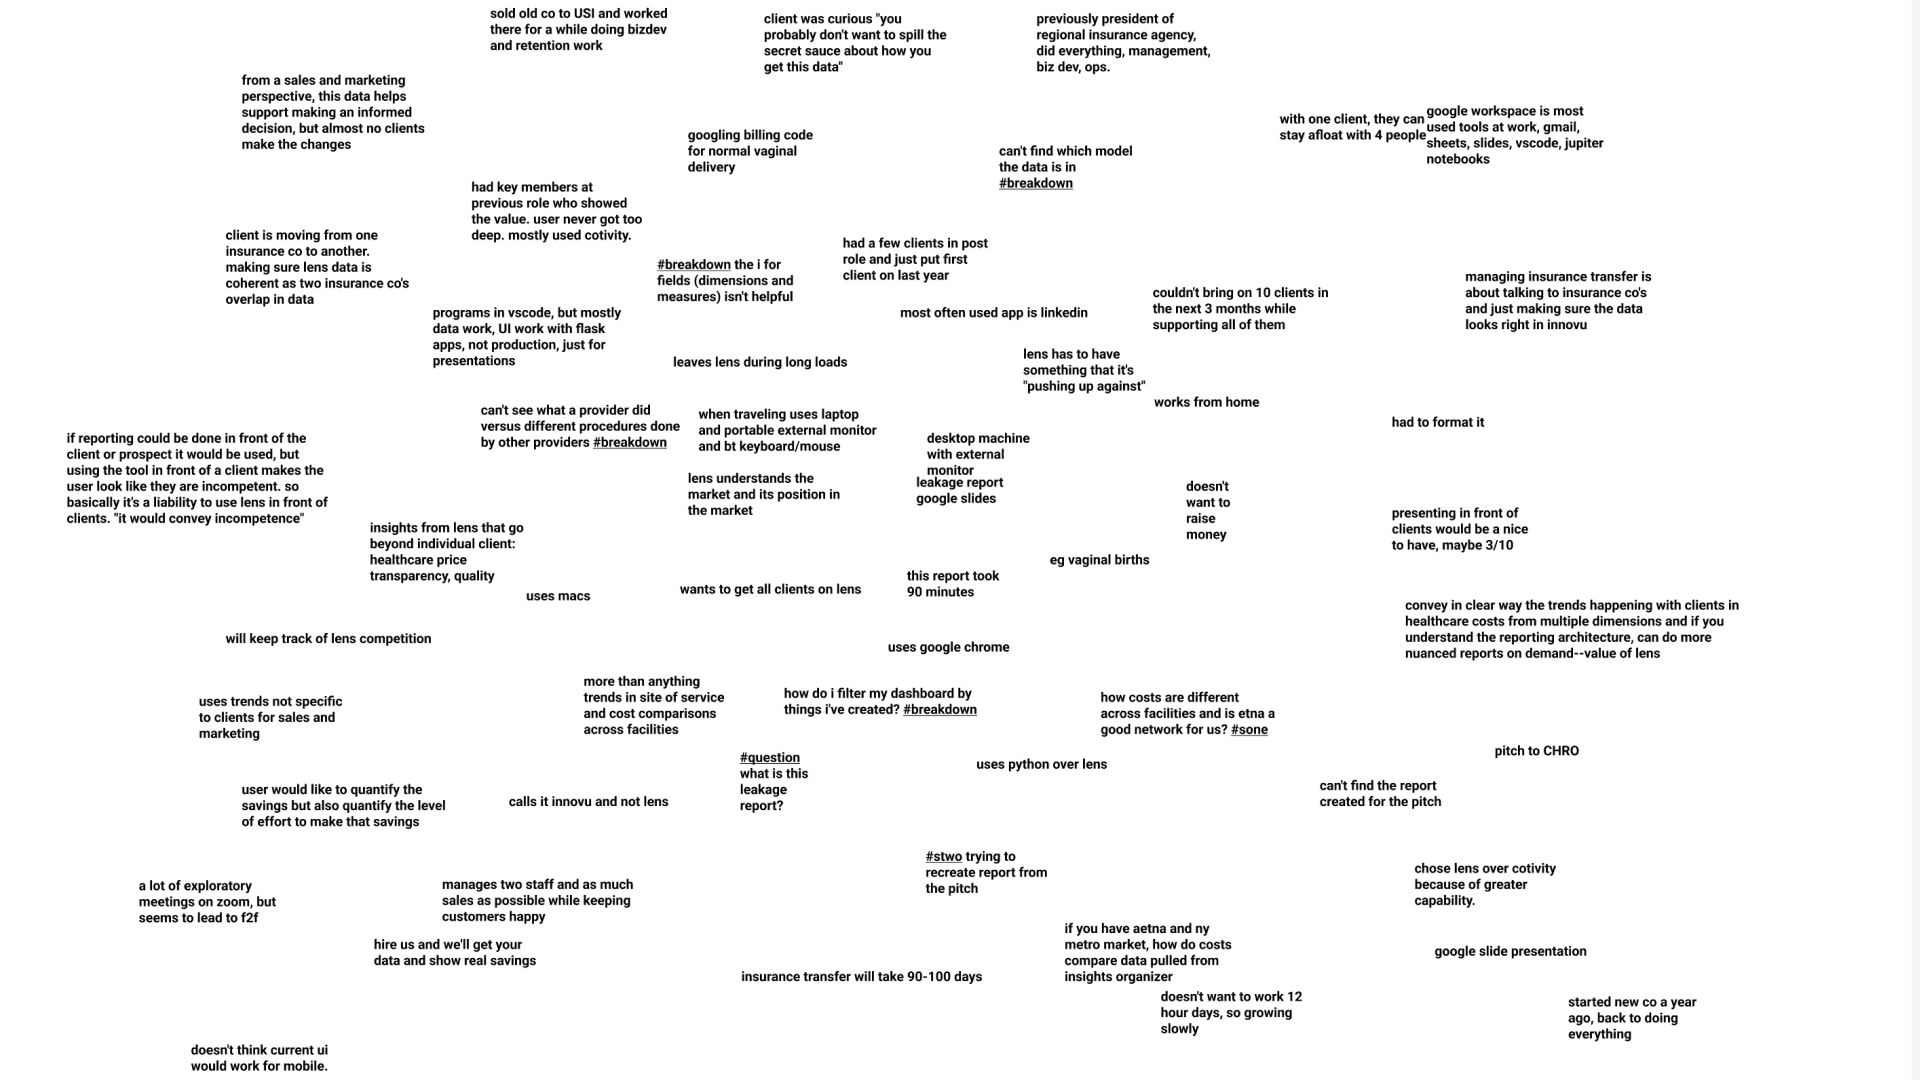 sold old co to USI and worked
there for a while doing bizdev
and retention work
client was curious "you
probably don't want to spill the
secret sauce about how you
get this data"
previously president of
regional insurance agency,
did everything, management,
biz dev, ops.
from a sales and marketing
perspective, this data helps
support making an informed
decision, but almost no clients
make the changes
googling billing code
for normal vaginal
delivery
can't find which model
the data is in
#breakdown
with one client, they can
stay afloat with 4 people
google workspace is most
used tools at work, gmail,
sheets, slides, vscode, jupiter
notebooks
had key members at
previous role who showed
the value. user never got too
deep. mostly used cotivity.
client is moving from one
insurance co to another.
making sure lens data is
coherent as two insurance co's
overlap in data
#breakdown the i for
fields (dimensions and
measures) isn't helpful
had a few clients in post
role and just put first
client on last year
couldn't bring on 10 clients in
the next 3 months while
supporting all of them
managing insurance transfer is
about talking to insurance co's
and just making sure the data
looks right in innovu
programs in vscode, but mostly
data work, UI work with flask
apps, not production, just for
presentations
most often used app is linkedin
leaves lens during long loads
lens has to have
something that it's
"pushing up against"
works from home
can't see what a provider did
versus different procedures done
by other providers #breakdown
when traveling uses laptop
and portable external monitor
and bt keyboard/mouse
desktop machine
with external
monitor
had to format it
if reporting could be done in front of the
client or prospect it would be used, but
using the tool in front of a client makes the
user look like they are incompetent. so
basically it's a liability to use lens in front of
clients. "it would convey incompetence"
lens understands the
market and its position in
the market
leakage report
google slides
doesn't
want to
raise
money
presenting in front of
clients would be a nice
to have, maybe 3/10
insights from lens that go
beyond individual client:
healthcare price
transparency, quality
eg vaginal births
uses macs
wants to get all clients on lens
this report took
90 minutes
convey in clear way the trends happening with clients in
healthcare costs from multiple dimensions and if you
understand the reporting architecture, can do more
nuanced reports on demand--value of lens
will keep track of lens competition
uses google chrome
uses trends not specific
to clients for sales and
marketing
more than anything
trends in site of service
and cost comparisons
across facilities
how do i filter my dashboard by
things i've created? #breakdown
how costs are different
across facilities and is etna a
good network for us? #sone
pitch to CHRO
#question
what is this
leakage
report?
uses python over lens
can't find the report
created for the pitch
user would like to quantify the
savings but also quantify the level
of effort to make that savings
calls it innovu and not lens
#stwo trying to
recreate report from
the pitch
chose lens over cotivity
because of greater
capability.
a lot of exploratory
meetings on zoom, but
seems to lead to f2f
manages two staff and as much
sales as possible while keeping
customers happy
if you have aetna and ny
metro market, how do costs
compare data pulled from
insights organizer
hire us and we'll get your
data and show real savings
google slide presentation
insurance transfer will take 90-100 days
doesn't want to work 12
hour days, so growing
slowly
started new co a year
ago, back to doing
everything
doesn't think current ui
would work for mobile.